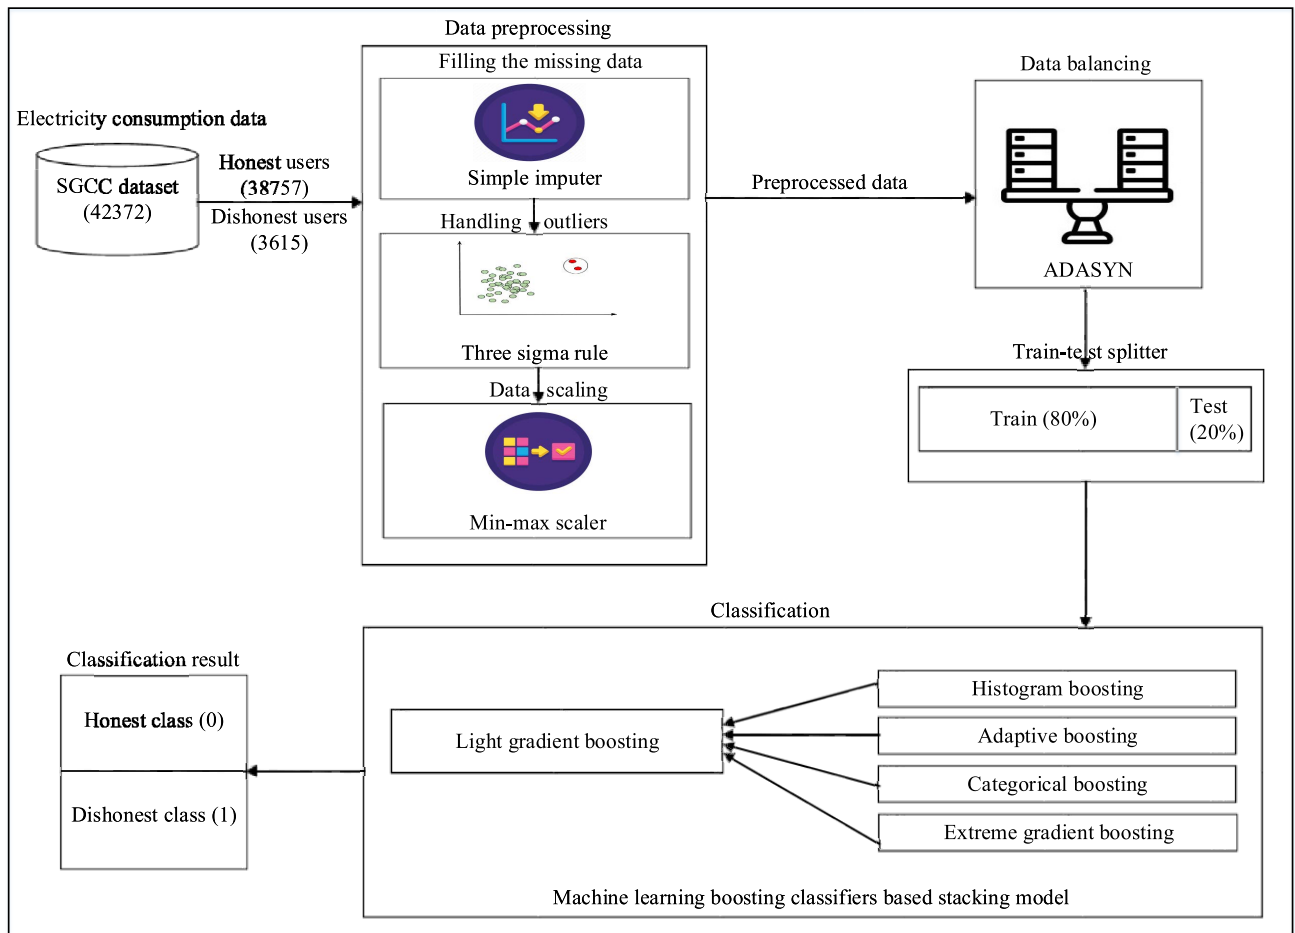 Data preprocessing
Filling the missing data
Simple imputer
Handling outliers
Three sigma rule
Data scaling
Min-max scaler
Electricity consumption data
SGCC dataset
(42372)
Honest users
(38757)
Dishonest users
(3615)
Preprocessed data
Data balancing
ADASYN
Train-test splitter
Train (80%)
Test
(20%)
Classification
Histogram boosting
Adaptive boosting
Categorical boosting
Extreme gradient boosting
Light gradient boosting
Machine learning boosting classifiers based stacking model
Classification result
Honest class (0)
Dishonest class (1)